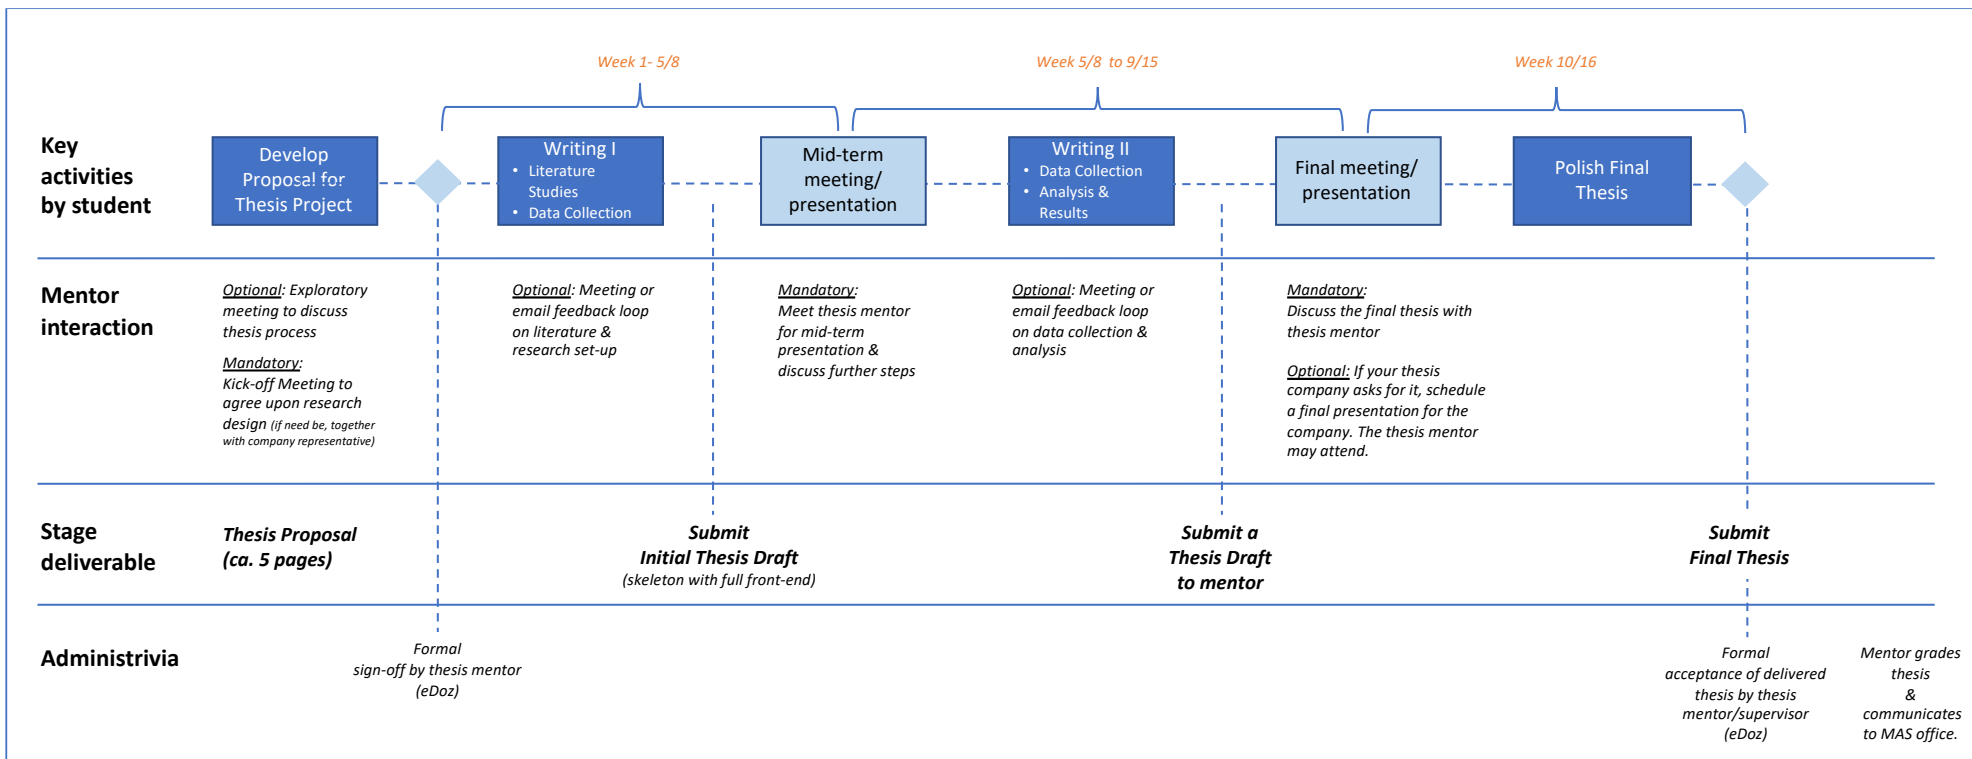 Week 1- 5/8
Week 5/8 to 9/15
Week 10/16
Key
activities
by student
Develop
Proposal for
Thesis Project
Writing I
• Literature
Studies
• Data Collection
Mid-term
meeting/
presentation
Writing II
• Data Collection
• Analysis &
Results
Final meeting/
presentation
Polish Final
Thesis
Mentor
interaction
Optional: Exploratory
meeting to discuss
thesis process
Mandatory:
Kick-off Meeting to
agree upon research
design (if need be, together
with company representative)
Optional: Meeting or
email feedback loop
on literature &
research set-up
Mandatory:
Meet thesis mentor
for mid-term
presentation &
discuss further steps
Optional: Meeting or
email feedback loop
on data collection &
analysis
Mandatory:
Discuss the final thesis with
thesis mentor
Optional: If your thesis
company asks for it, schedule
a final presentation for the
company. The thesis mentor
may attend.
Stage
deliverable
Thesis Proposal
(ca. 5 pages)
Submit
Initial Thesis Draft
(skeleton with full front-end)
Submit a
Thesis Draft
to mentor
Submit
Final Thesis
Administrivia
Formal
sign-off by thesis mentor
(eDoz)
Formal
acceptance of delivered
thesis by thesis
mentor/supervisor
(eDoz)
Mentor grades
thesis
&
communicates
to MAS office.